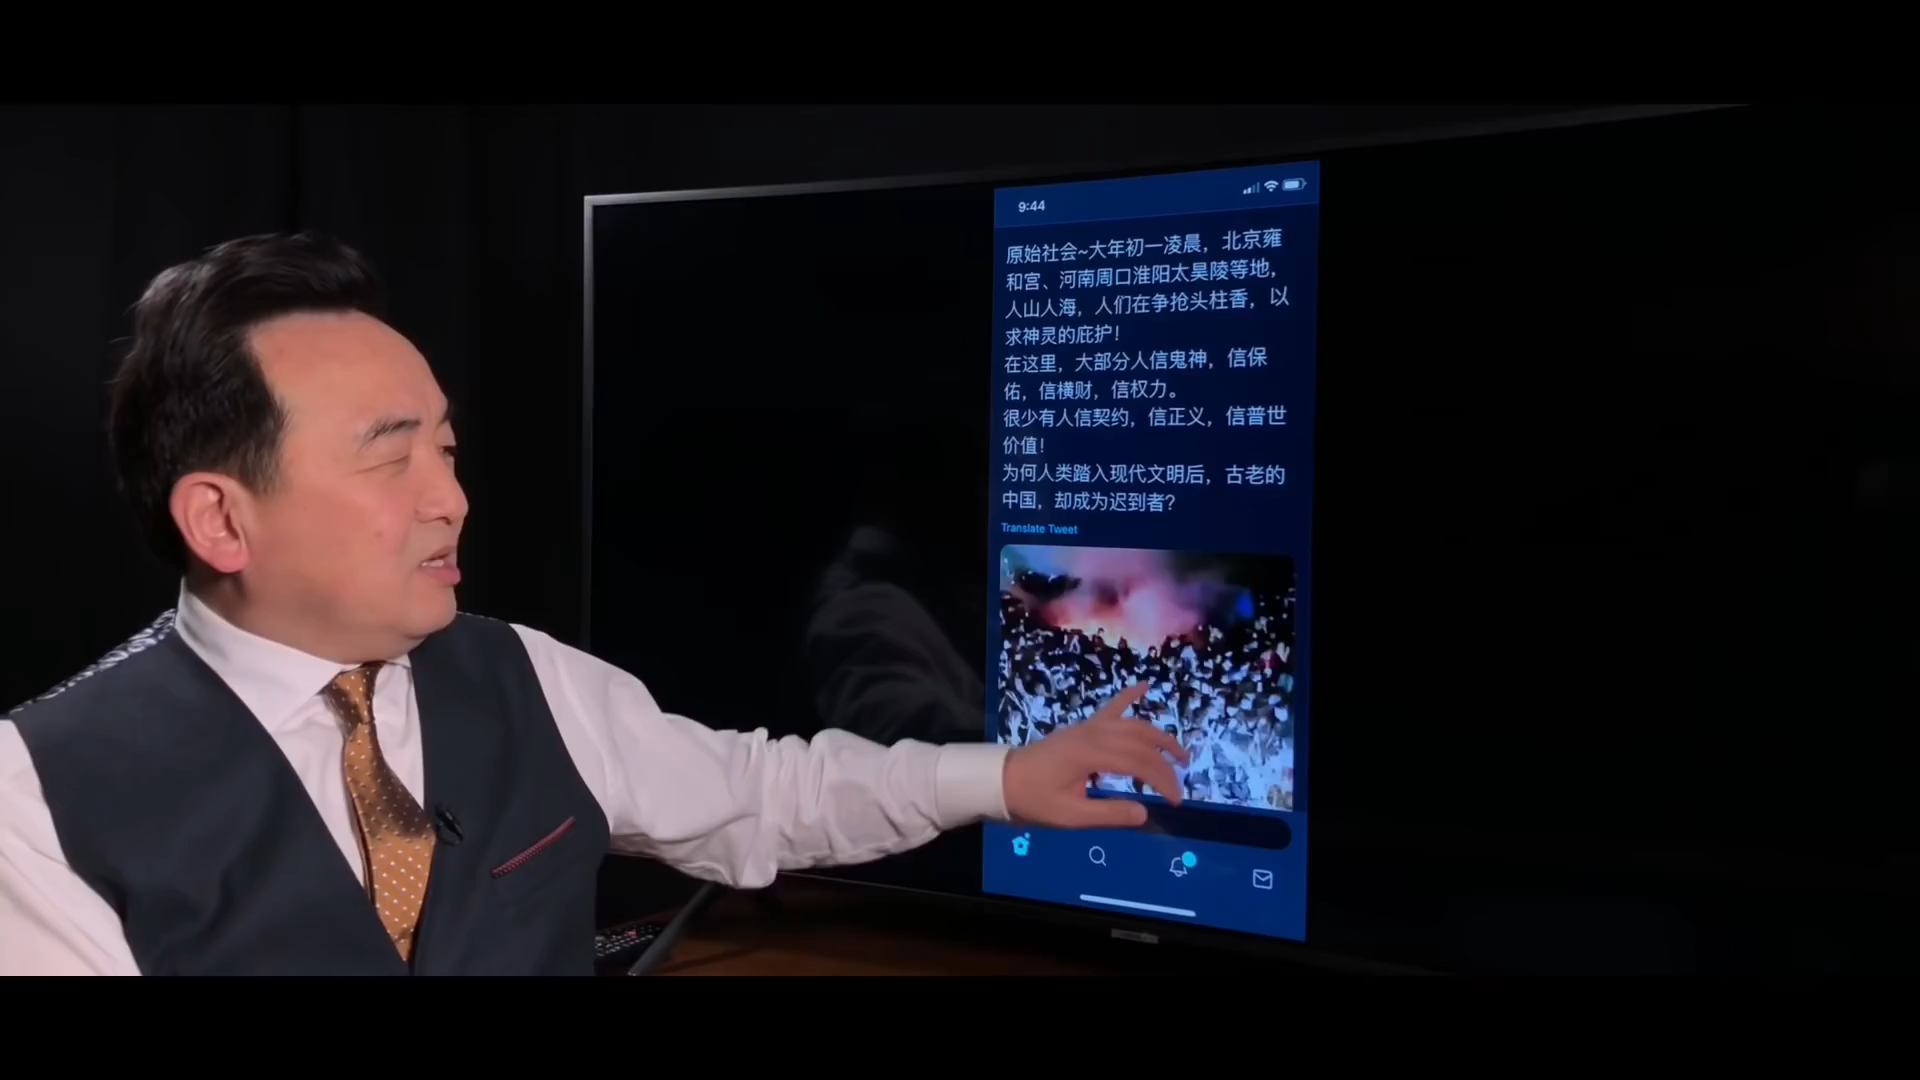 9:44
原始社会~大年初一凌晨，北京雍
和宫、河南周口淮阳太昊陵等地，
人山人海，人们在争抢头柱香，以
求神灵的庇护！
在这里，大部分人信鬼神，信保
佑，信横财，信权力。
很少有人信契约，信正义，信普世
价值！
为何人类踏入现代文明后，古老的
中国，却成为迟到者？
Translate Tweet